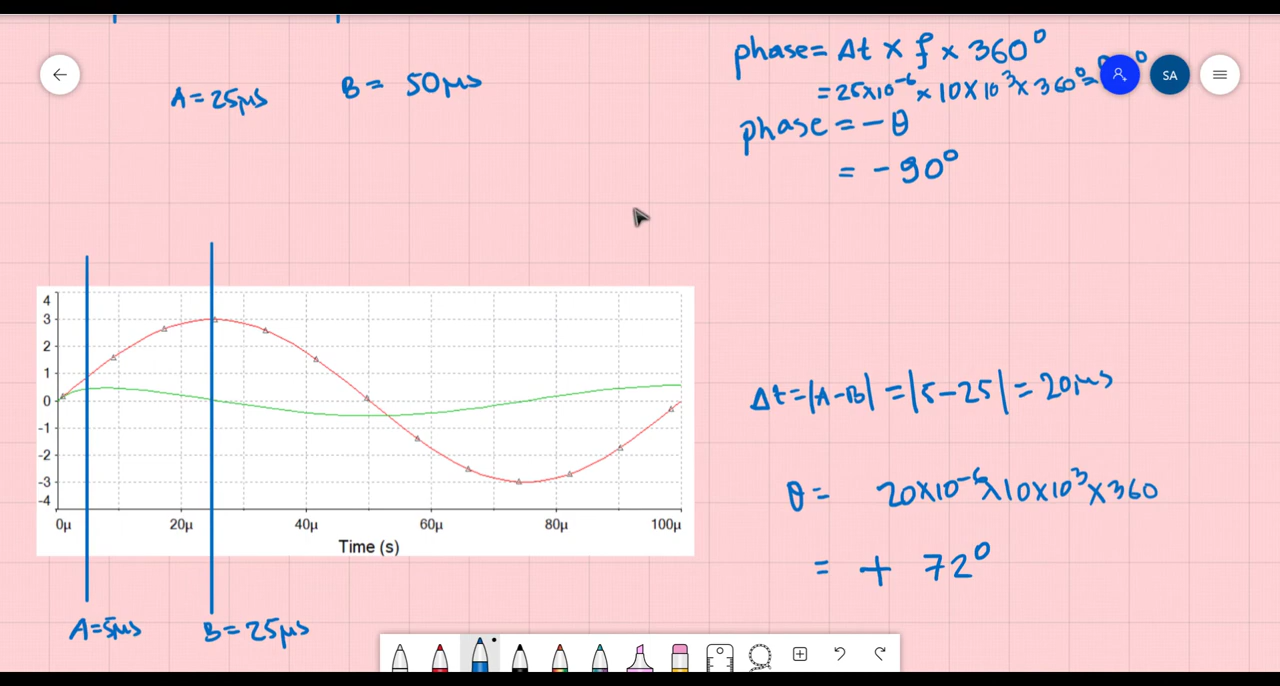 phase = Δt × f × 360°
A = 25μs
B = 50μs
= 25×10⁻⁶ × 10×10³ × 360° =
phase = -θ
= -90°
4
3
2
1
0
-1
-2
-3
-4
0µ 20µ 40µ 60µ 80µ 100µ
Time (s)
Δt = |A-B| = |5-25| = 20μs
θ = 20×10⁻⁶ × 10×10³ × 360
= + 72°
A = 5μs
B = 25μs
SA